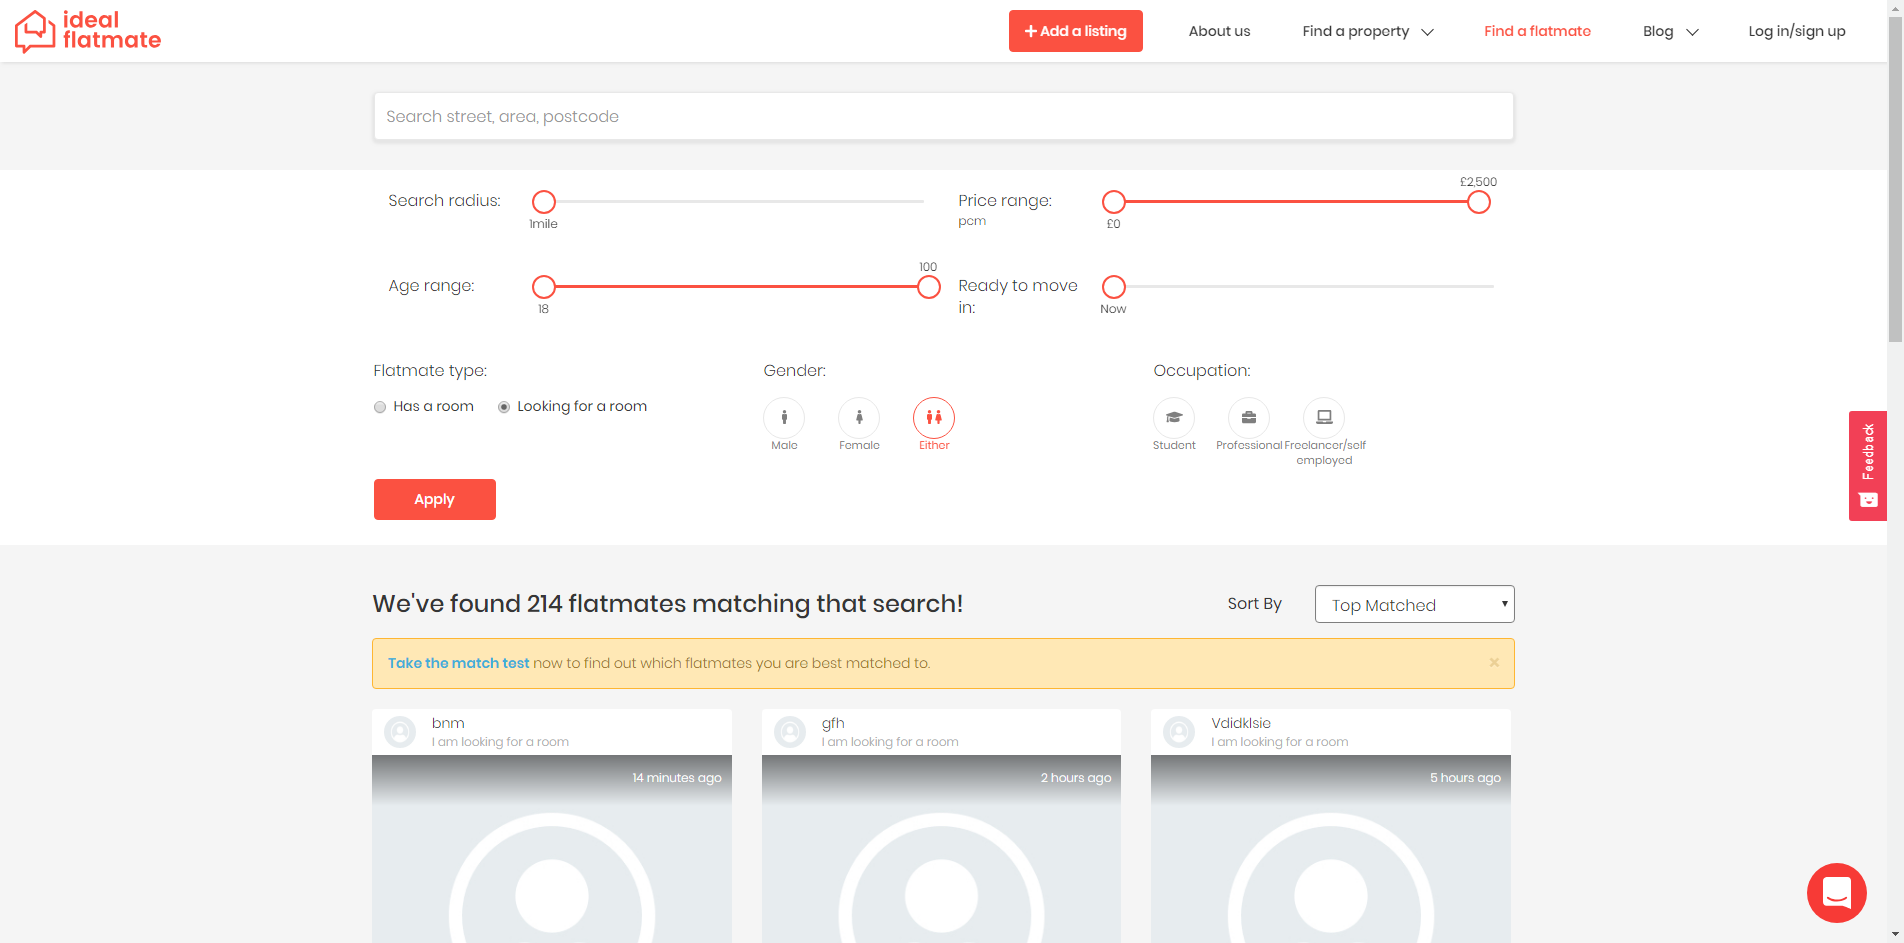 ideal
flatmate
+ Add a listing
About us
Find a property
Find a flatmate
Blog
Log in/sign up
Search street, area, postcode
Search radius:
1mile
Price range:
pcm
£2,500
£0
Age range:
100
18
Ready to move
in:
Now
Flatmate type:
Has a room
Looking for a room
Gender:
Male
Female
Either
Occupation:
Student
Professional
Freelancer/self
employed
Apply
Feedback
We've found 214 flatmates matching that search!
Sort By
Top Matched
Take the match test now to find out which flatmates you are best matched to.
×
bnm
I am looking for a room
14 minutes ago
gfh
I am looking for a room
2 hours ago
Vdidklsie
I am looking for a room
5 hours ago